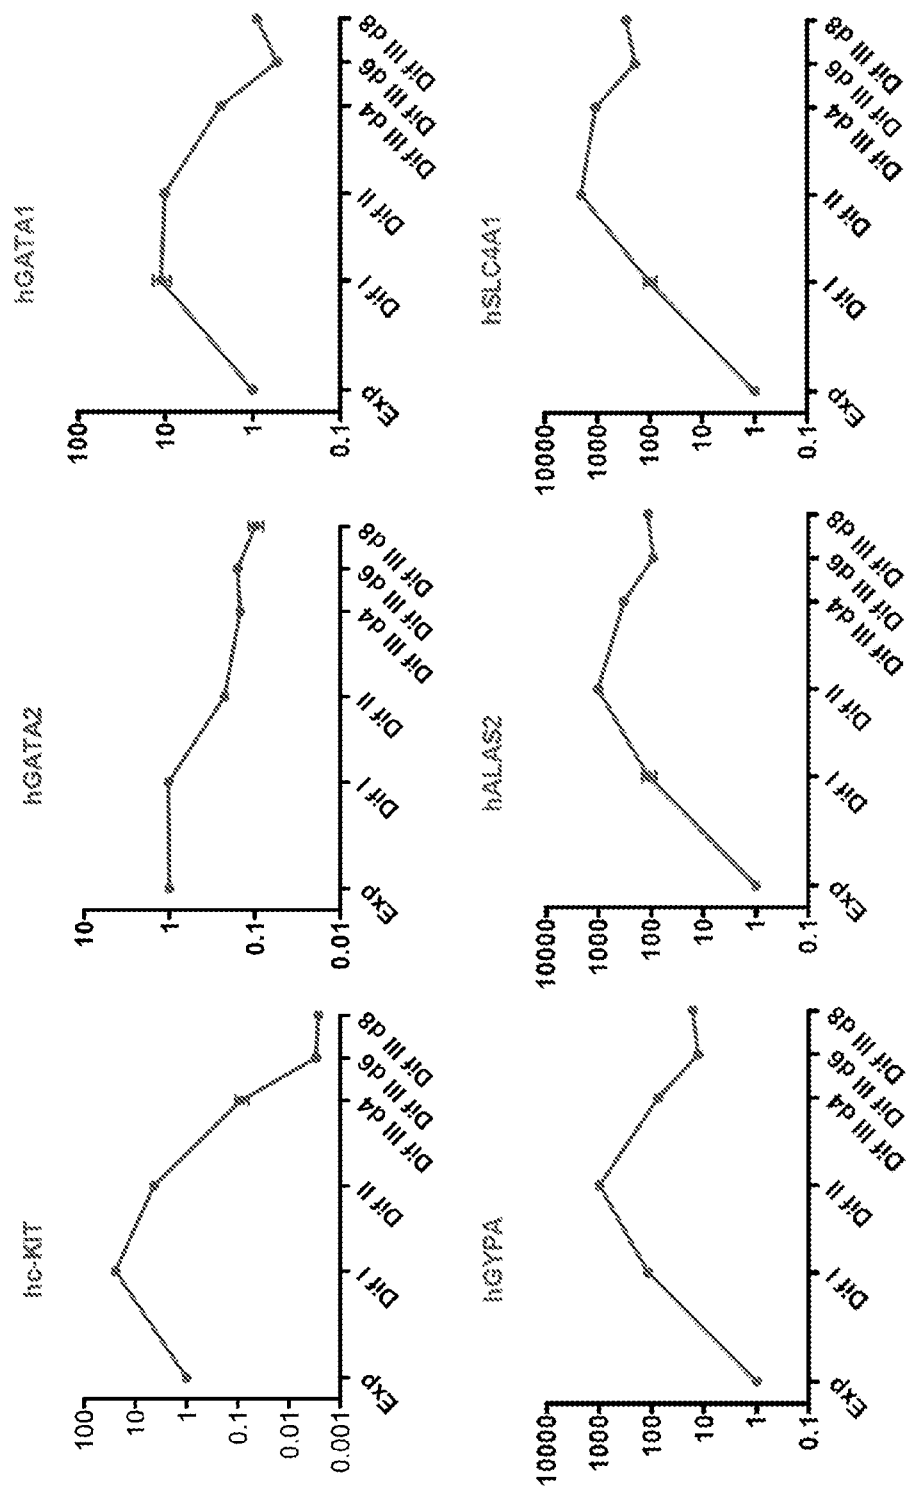 hc-KIT
100
10
1
0.1
0.01
0.001
Exp
Dif I
Dif II
Dif III d4
Dif III d6
Dif III d8
hGATA2
10
1
0.1
0.01
Exp
Dif I
Dif II
Dif III d4
Dif III d6
Dif III d8
hGATA1
100
10
1
0.1
Exp
Dif I
Dif II
Dif III d4
Dif III d6
Dif III d8
hGYPA
10000
1000
100
10
1
0.1
Exp
Dif I
Dif II
Dif III d4
Dif III d6
Dif III d8
hALAS2
10000
1000
100
10
1
0.1
Exp
Dif I
Dif II
Dif III d4
Dif III d6
Dif III d8
hSLC4A1
10000
1000
100
10
1
0.1
Exp
Dif I
Dif II
Dif III d4
Dif III d6
Dif III d8